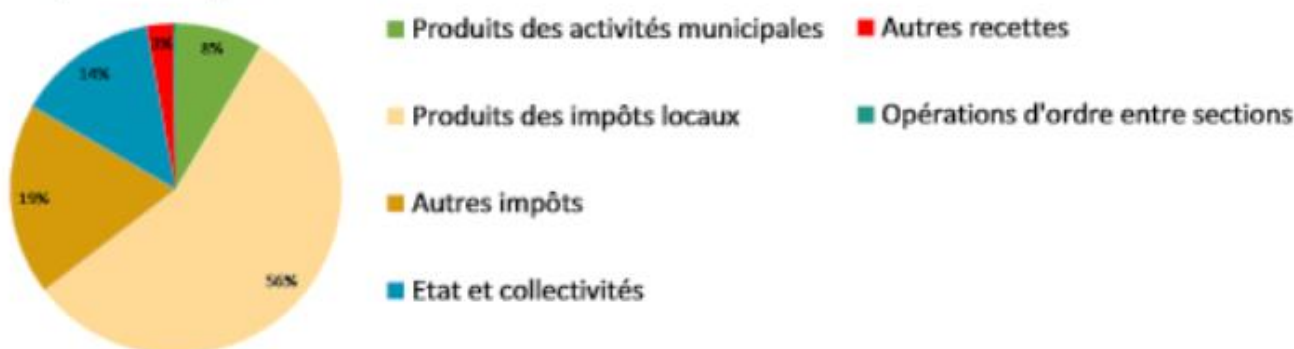 Produits des activités municipales
Autres recettes
Produits des impôts locaux
Opérations d'ordre entre sections
Autres impôts
Etat et collectivités
8%
14%
19%
56%